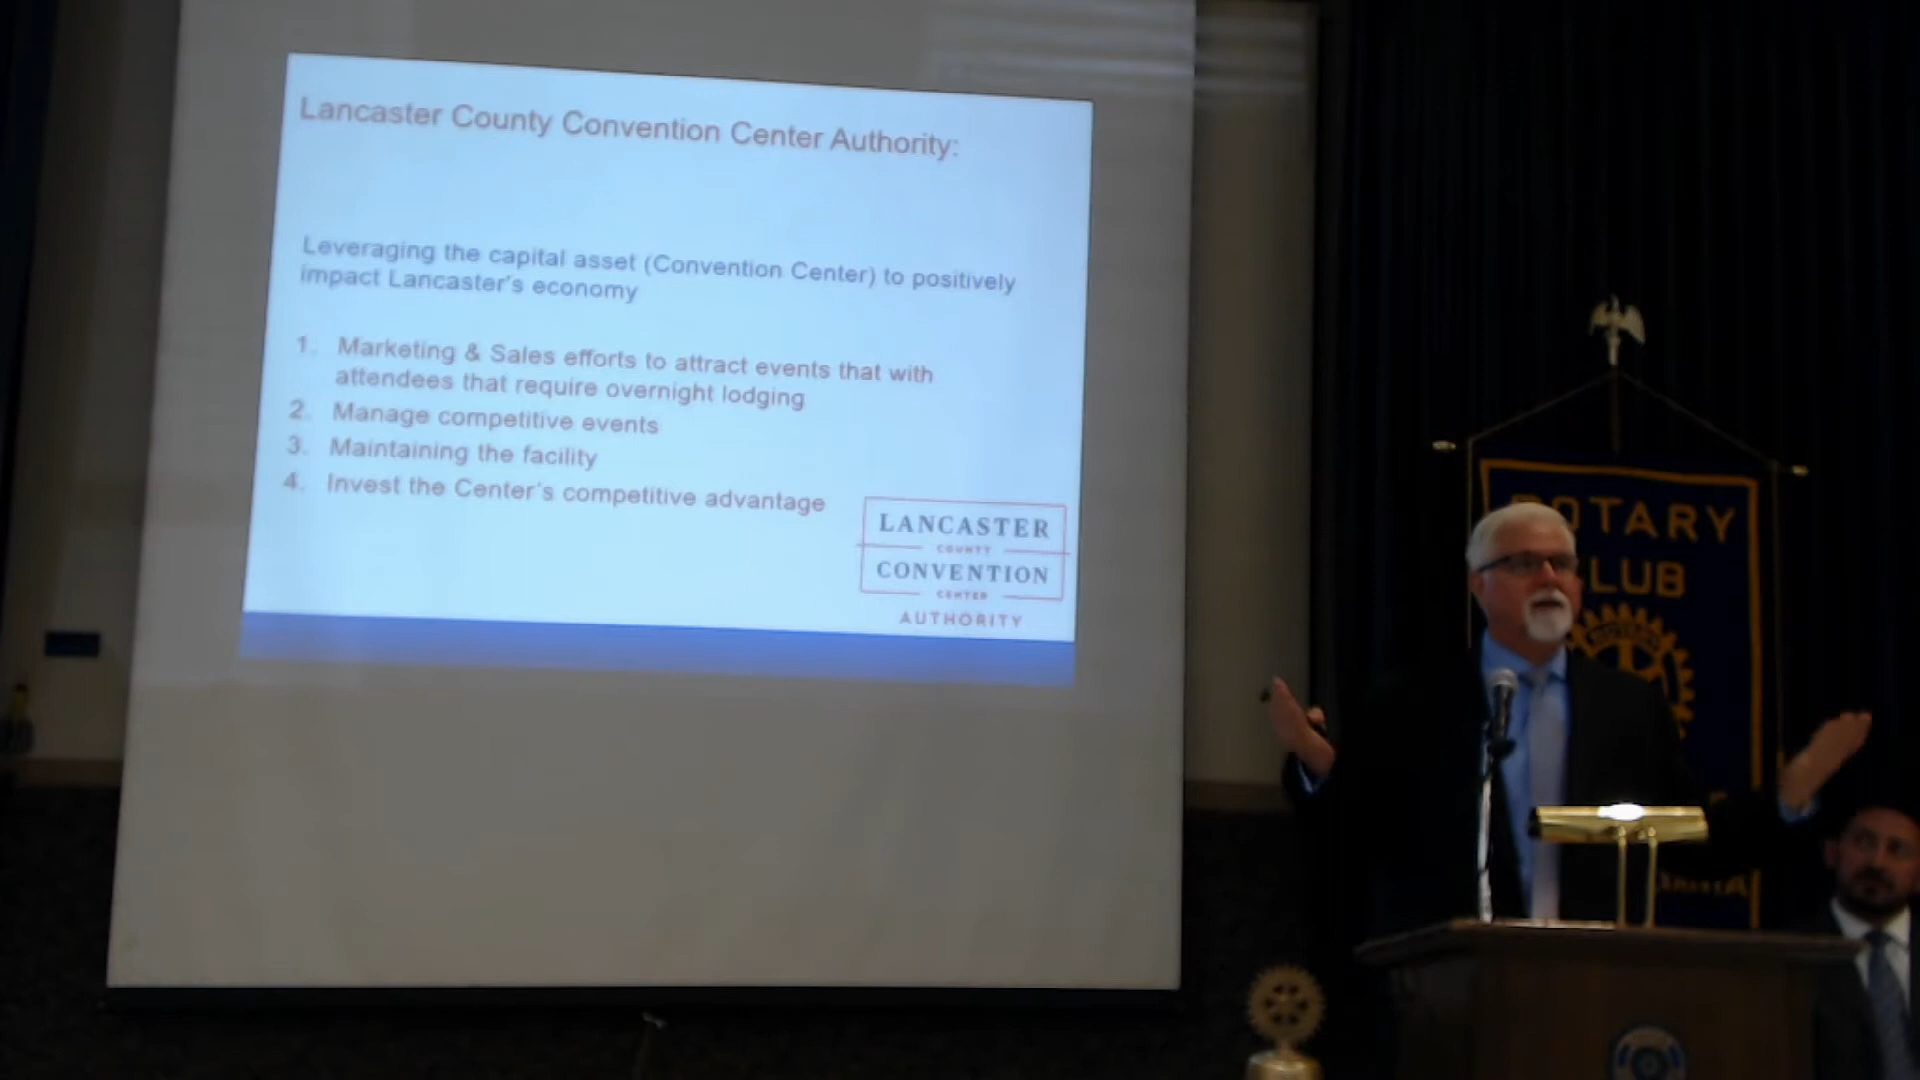 Lancaster County Convention Center Authority:
Leveraging the capital asset (Convention Center) to positively
impact Lancaster's economy
1. Marketing & Sales efforts to attract events that with
attendees that require overnight lodging
2. Manage competitive events
3. Maintaining the facility
4. Invest the Center's competitive advantage
LANCASTER
COUNTY
CONVENTION
CENTER
AUTHORITY
ROTARY
CLUB